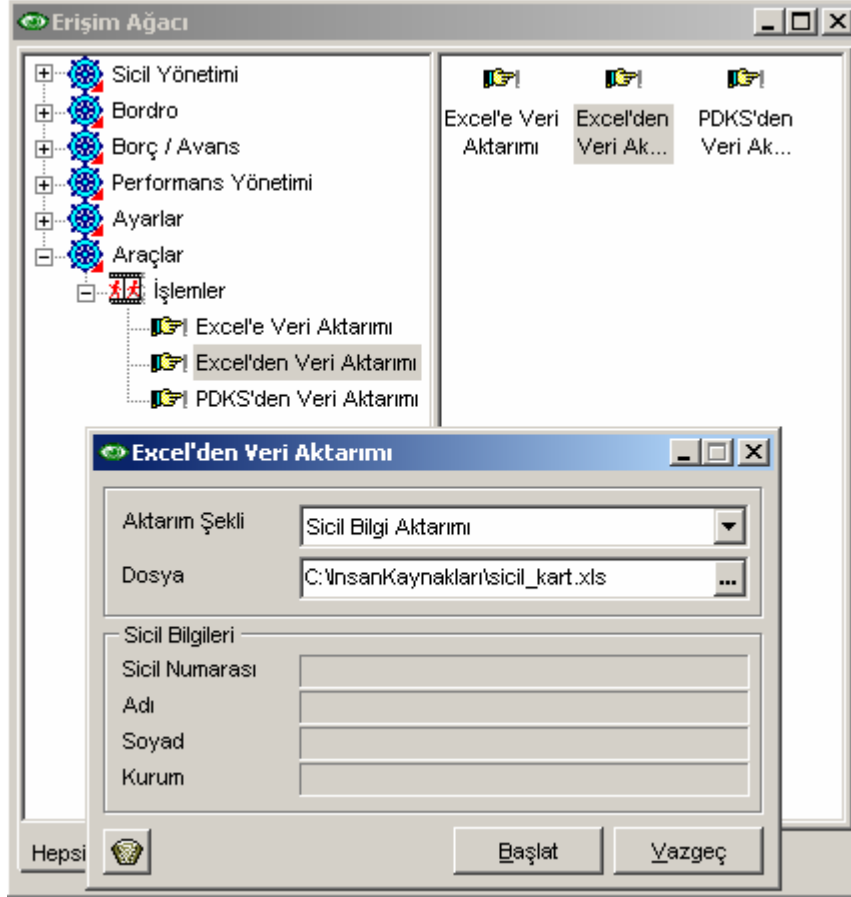 Erişim Ağacı
Sicil Yönetimi
Bordro
Borç / Avans
Performans Yönetimi
Ayarlar
Araçlar
İşlemler
Excel'e Veri Aktarımı
Excel'den Veri Aktarımı
PDKS'den Veri Aktarımı
Excel'e Veri
Aktarımı
Excel'den
Veri Ak...
PDKS'den
Veri Ak...
Excel'den Veri Aktarımı
Aktarım Şekli
Sicil Bilgi Aktarımı
Dosya
C:\InsanKaynakları\sicil_kart.xls
...
Sicil Bilgileri
Sicil Numarası
Adı
Soyad
Kurum
Hepsi
Başlat
Vazgeç